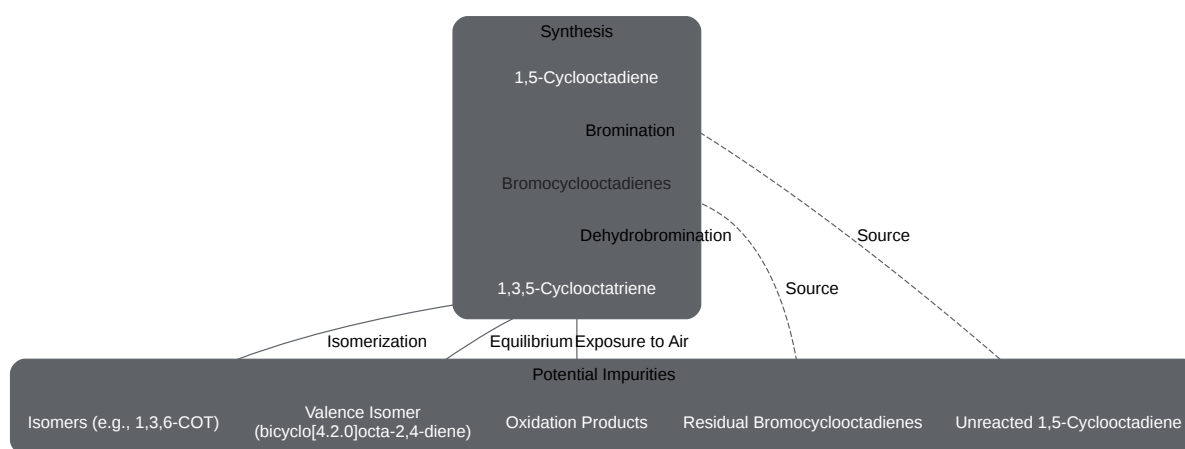 Synthesis
1,5-Cyclooctadiene
Bromination
Bromocyclooctadienes
Dehydrobromination
Source
Source
1,3,5-Cyclooctatriene
Isomerization
Equilibrium
Exposure to Air
Potential Impurities
Isomers (e.g., 1,3,6-COT)
Valence Isomer
(bicyclo[4.2.0]octa-2,4-diene)
Oxidation Products
Residual Bromocyclooctadienes
Unreacted 1,5-Cyclooctadiene